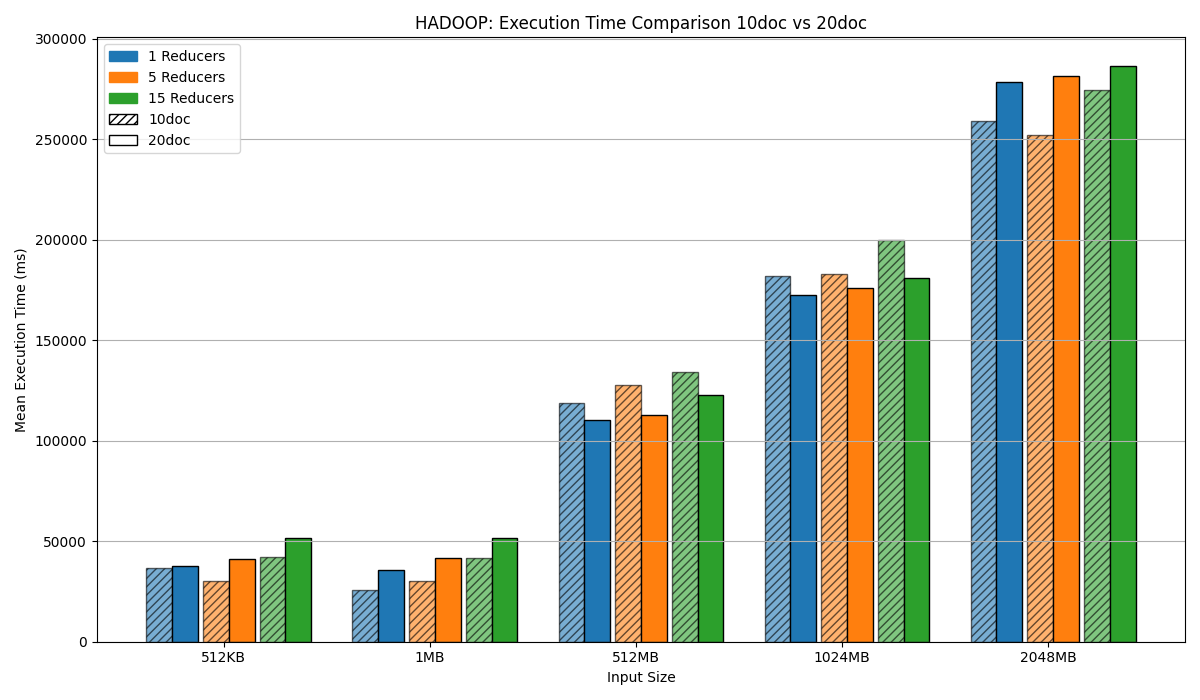 HADOOP: Execution Time Comparison 10doc vs 20doc
1 Reducers
5 Reducers
15 Reducers
10doc
20doc
Mean Execution Time (ms)
300000
250000
200000
150000
100000
50000
0
512KB
1MB
512MB
1024MB
2048MB
Input Size